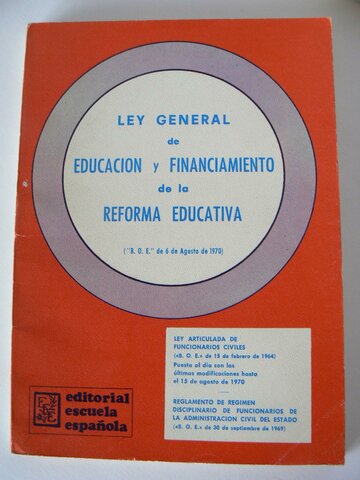 LEY GENERAL
de
EDUCACION y FINANCIAMIENTO
de la
REFORMA EDUCATIVA
("B. O. E." de 6 de Agosto de 1970)
LEY ARTICULADA DE
FUNCIONARIOS CIVILES
(«B. O. E.» de 15 de febrero de 1964)
Puesta al día con las
últimas modificaciones hasta
el 15 de agosto de 1970
REGLAMENTO DE REGIMEN
DISCIPLINARIO DE FUNCIONARIOS DE
LA ADMINISTRACION CIVIL DEL ESTADO
(«B. O. E.» de 30 de septiembre de 1969)
editorial
escuela
española